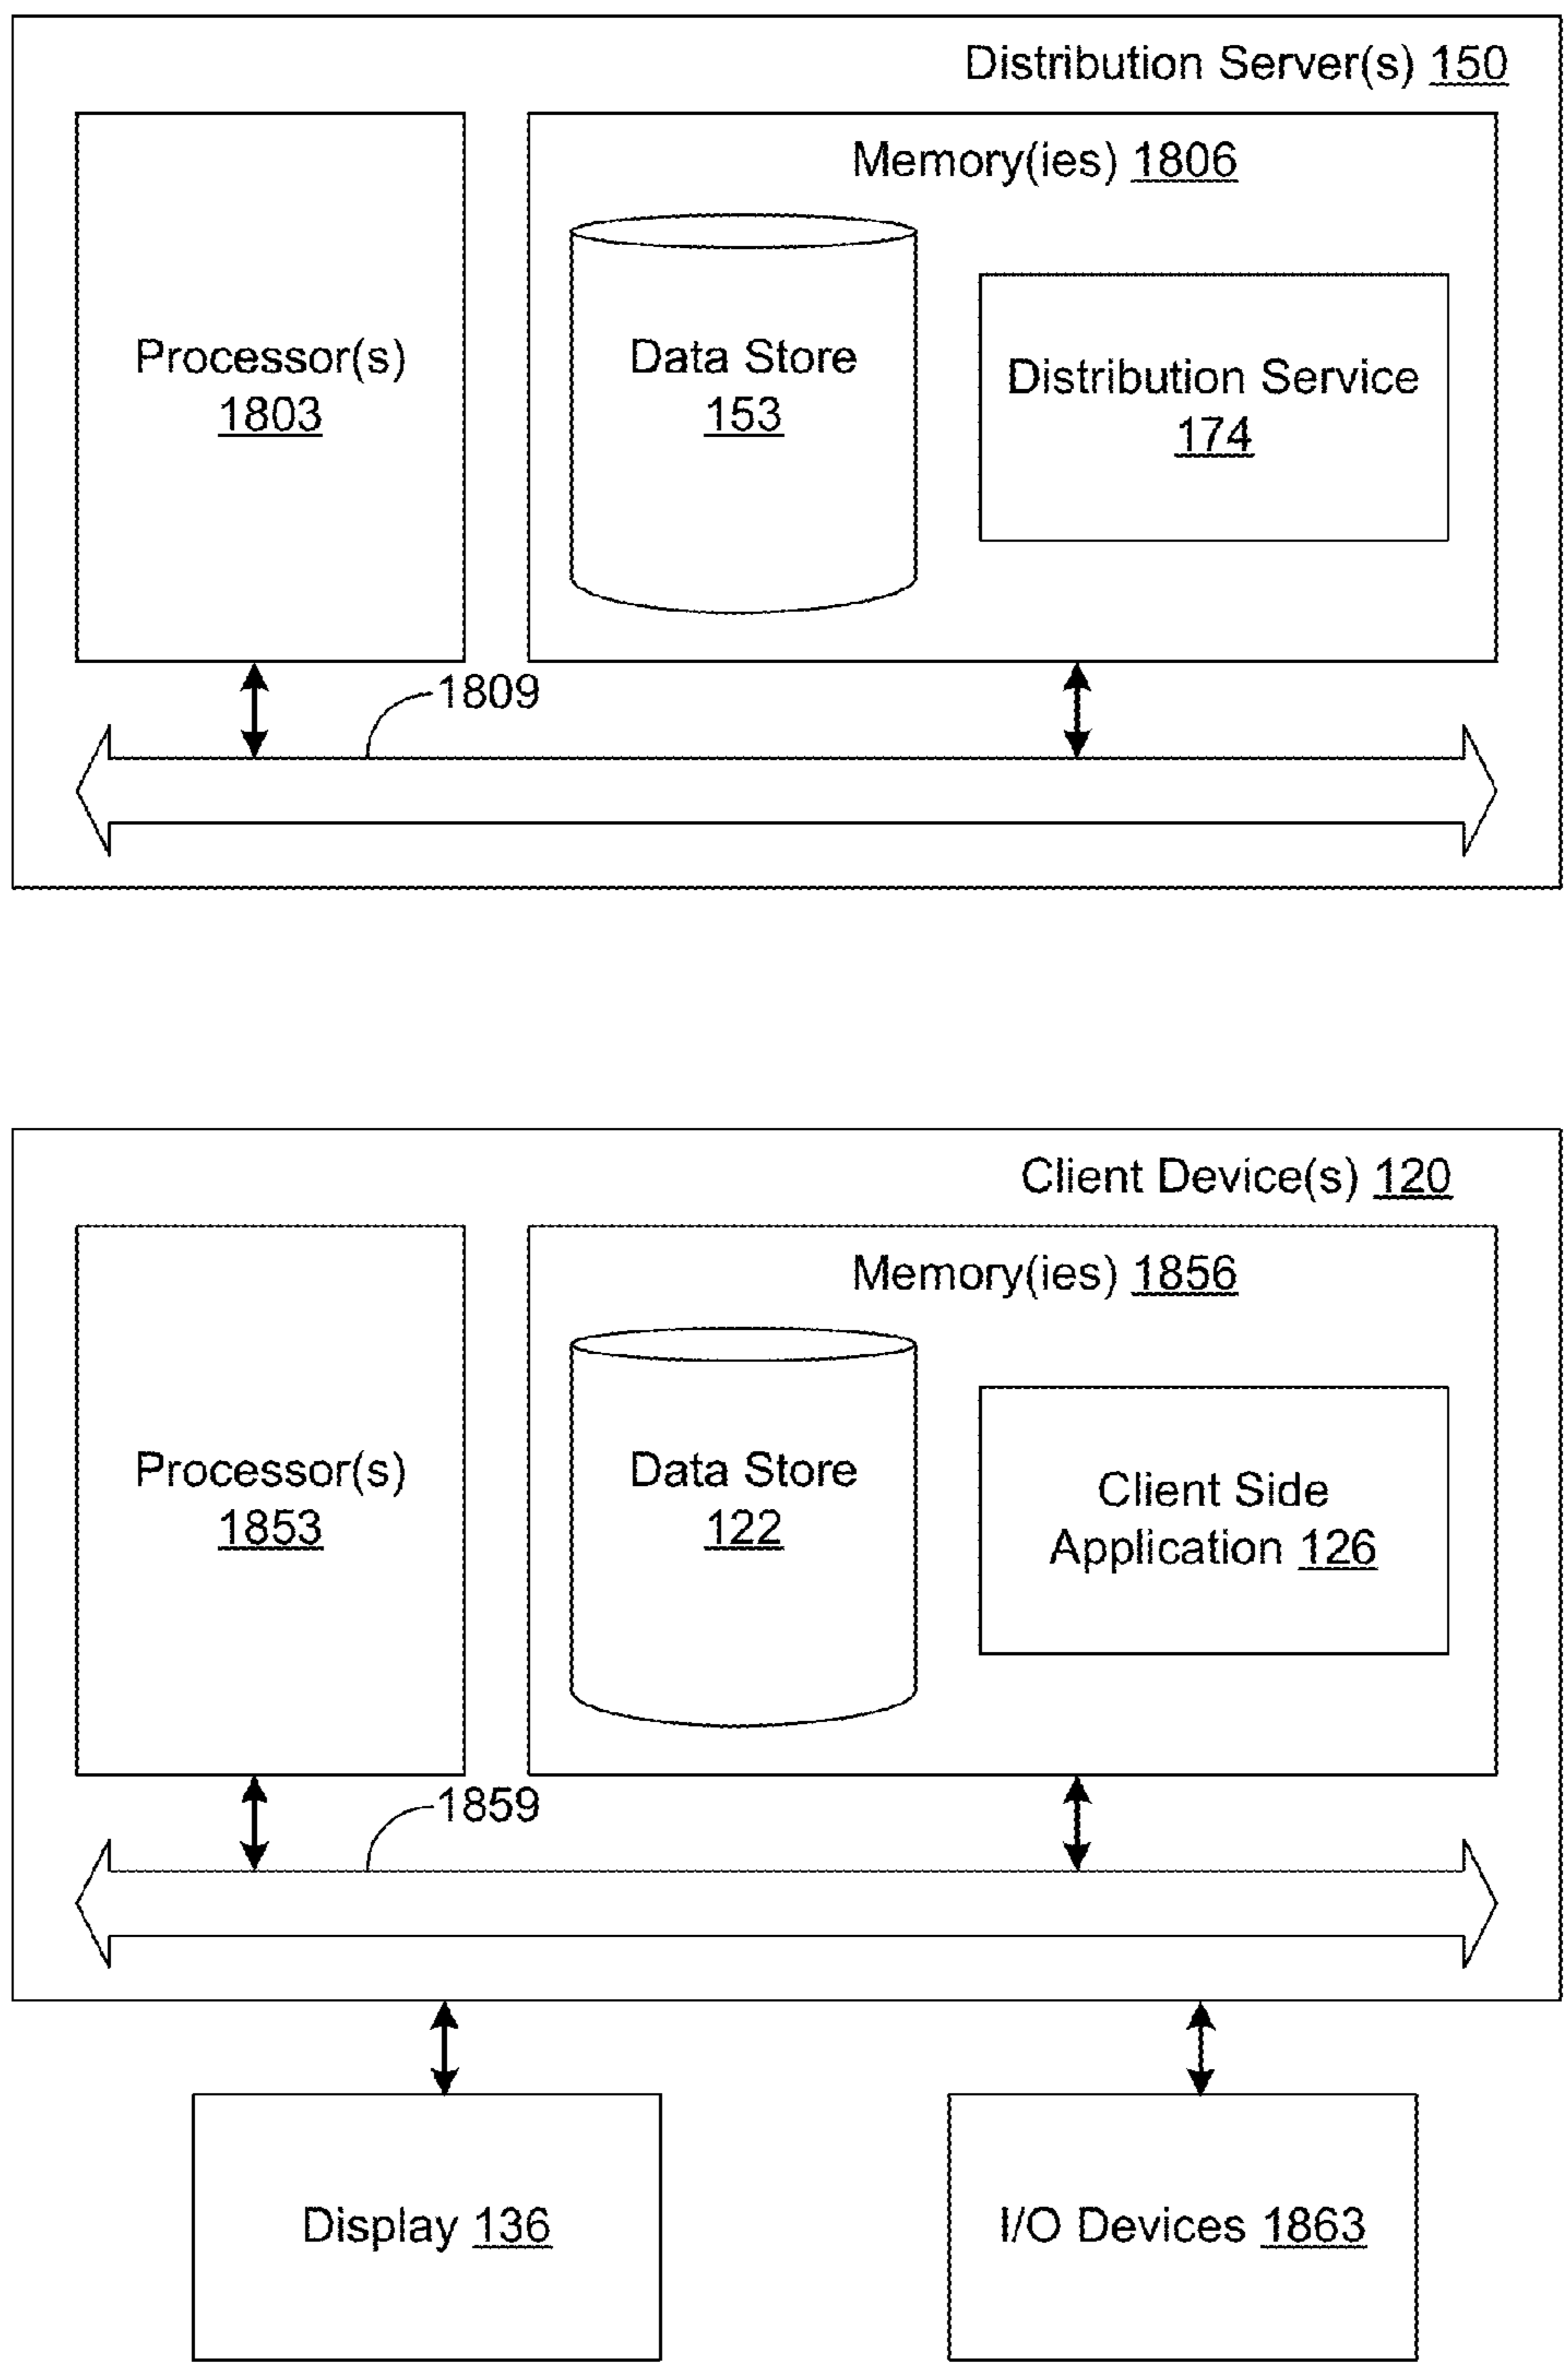 Distribution Server(s) 150
Memory(ies) 1806
Processor(s)
1803
Data Store
153
Distribution Service
174
1809
Client Device(s) 120
Memory(ies) 1856
Processor(s)
1853
Data Store
122
Client Side
Application 126
1859
Display 136
I/O Devices 1863